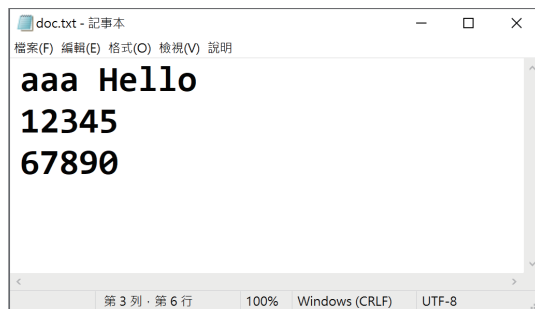 doc.txt - 記事本
檔案(F) 編輯(E) 格式(O) 檢視(V) 說明
aaa Hello
12345
67890
第 3 列，第 6 行 100% Windows (CRLF) UTF-8